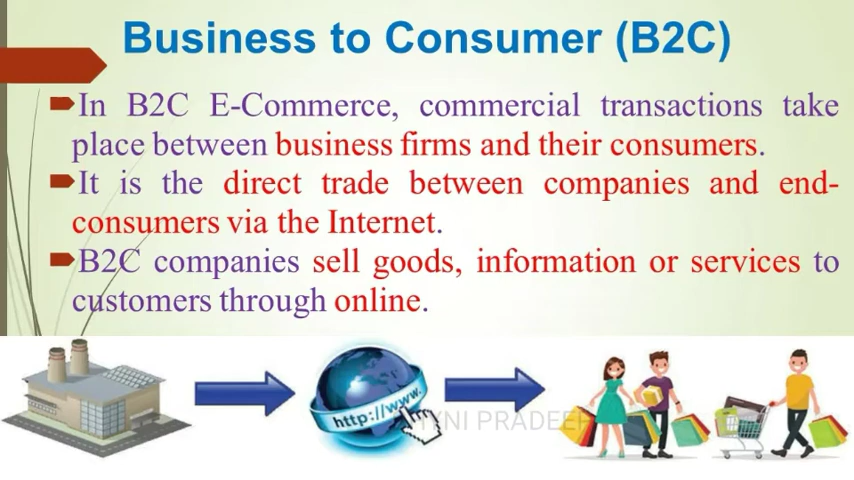 Business to Consumer (B2C)
In B2C E-Commerce, commercial transactions take
place between business firms and their consumers.
It is the direct trade between companies and end-
consumers via the Internet.
B2C companies sell goods, information or services to
customers through online.
http://www.
PRADEEP